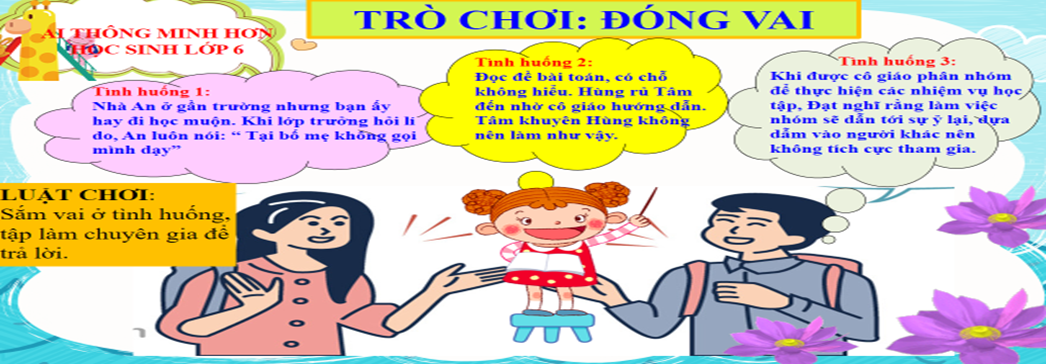 AI THÔNG MINH HƠN
HỌC SINH LỚP 6
TRÒ CHƠI: ĐÓNG VAI
Tình huống 1:
Nhà An ở gần trường nhưng bạn ấy
hay đi học muộn. Khi lớp trưởng hỏi lí
do, An luôn nói: “ Tại bố mẹ không gọi
mình dạy”
Tình huống 2:
Đọc đề bài toán, có chỗ
không hiểu. Hùng rủ Tâm
đến nhờ cô giáo hướng dẫn.
Tâm khuyên Hùng không
nên làm như vậy.
Tình huống 3:
Khi được cô giáo phân nhóm
để thực hiện các nhiệm vụ học
tập, Đạt nghĩ rằng làm việc
nhóm sẽ dẫn tới sự ỷ lại, dựa
dẫm vào người khác nên
không tích cực tham gia.
LUẬT CHƠI:
Sắm vai ở tình huống,
tập làm chuyên gia để
trả lời.